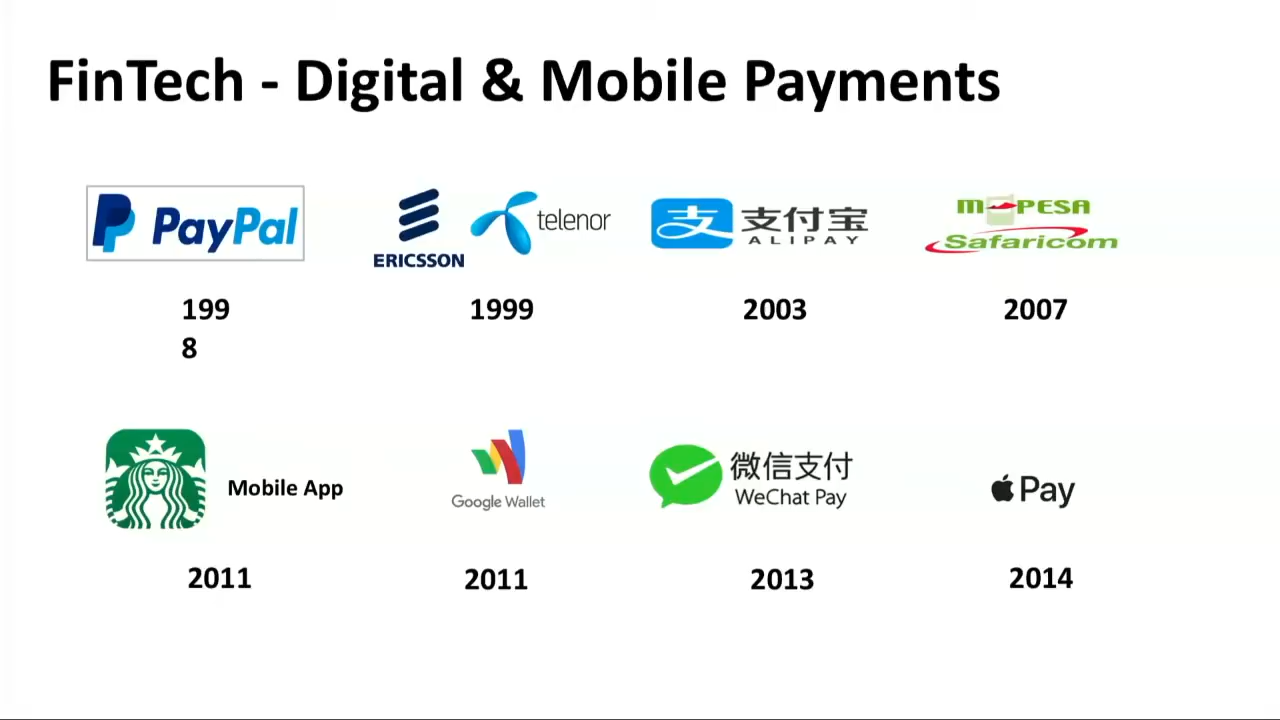 FinTech - Digital & Mobile Payments
PayPal
ERICSSON
telenor
支 支付宝
ALIPAY
M-PESA
Safaricom
199
8
1999
2003
2007
Mobile App
Google Wallet
微信支付
WeChat Pay
Pay
2011
2011
2013
2014